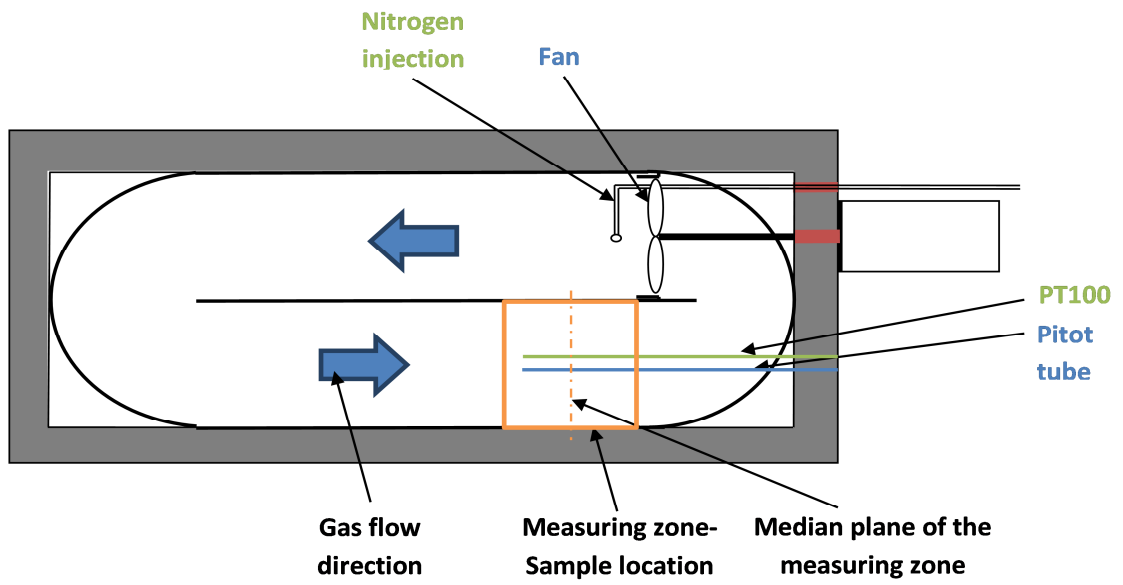 Nitrogen
injection
Fan
PT100
Pitot
tube
Gas flow
direction
Measuring zone-
Sample location
Median plane of the
measuring zone